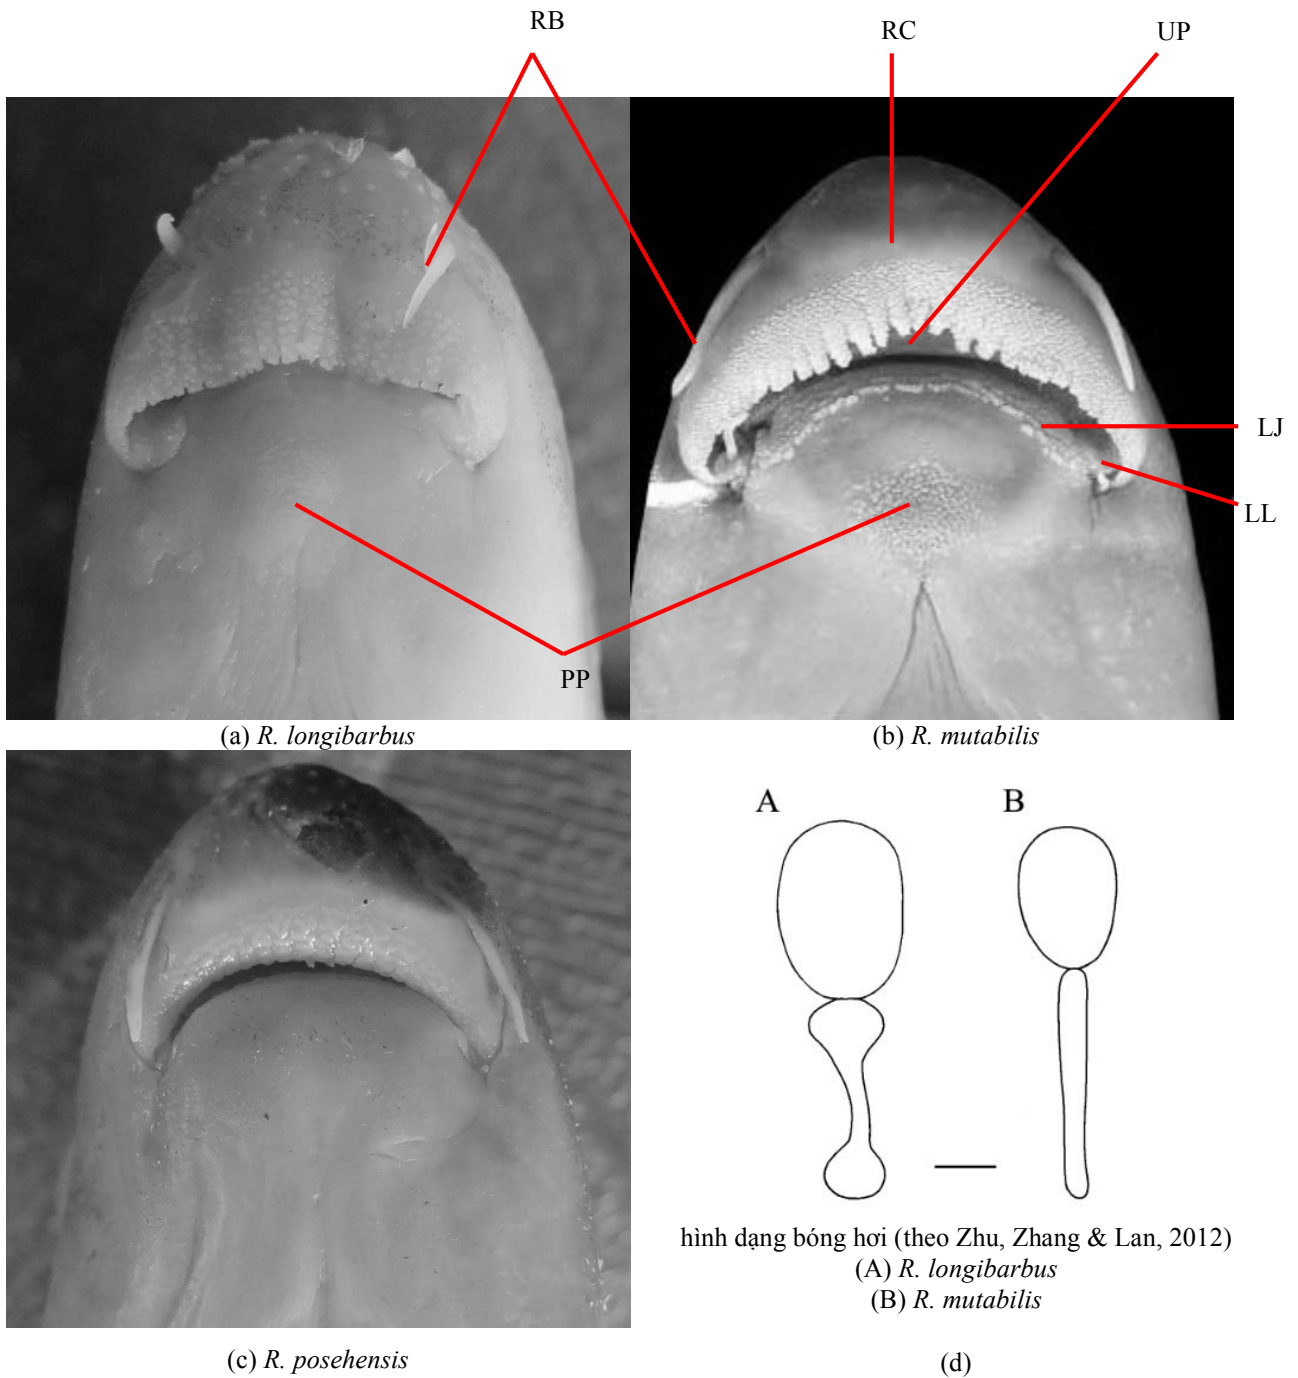 RB
RC
UP
LJ
LL
PP
(a) R. longibarbus
(b) R. mutabilis
A
B
hình dạng bóng hơi (theo Zhu, Zhang & Lan, 2012)
(A) R. longibarbus
(B) R. mutabilis
(c) R. posehensis
(d)